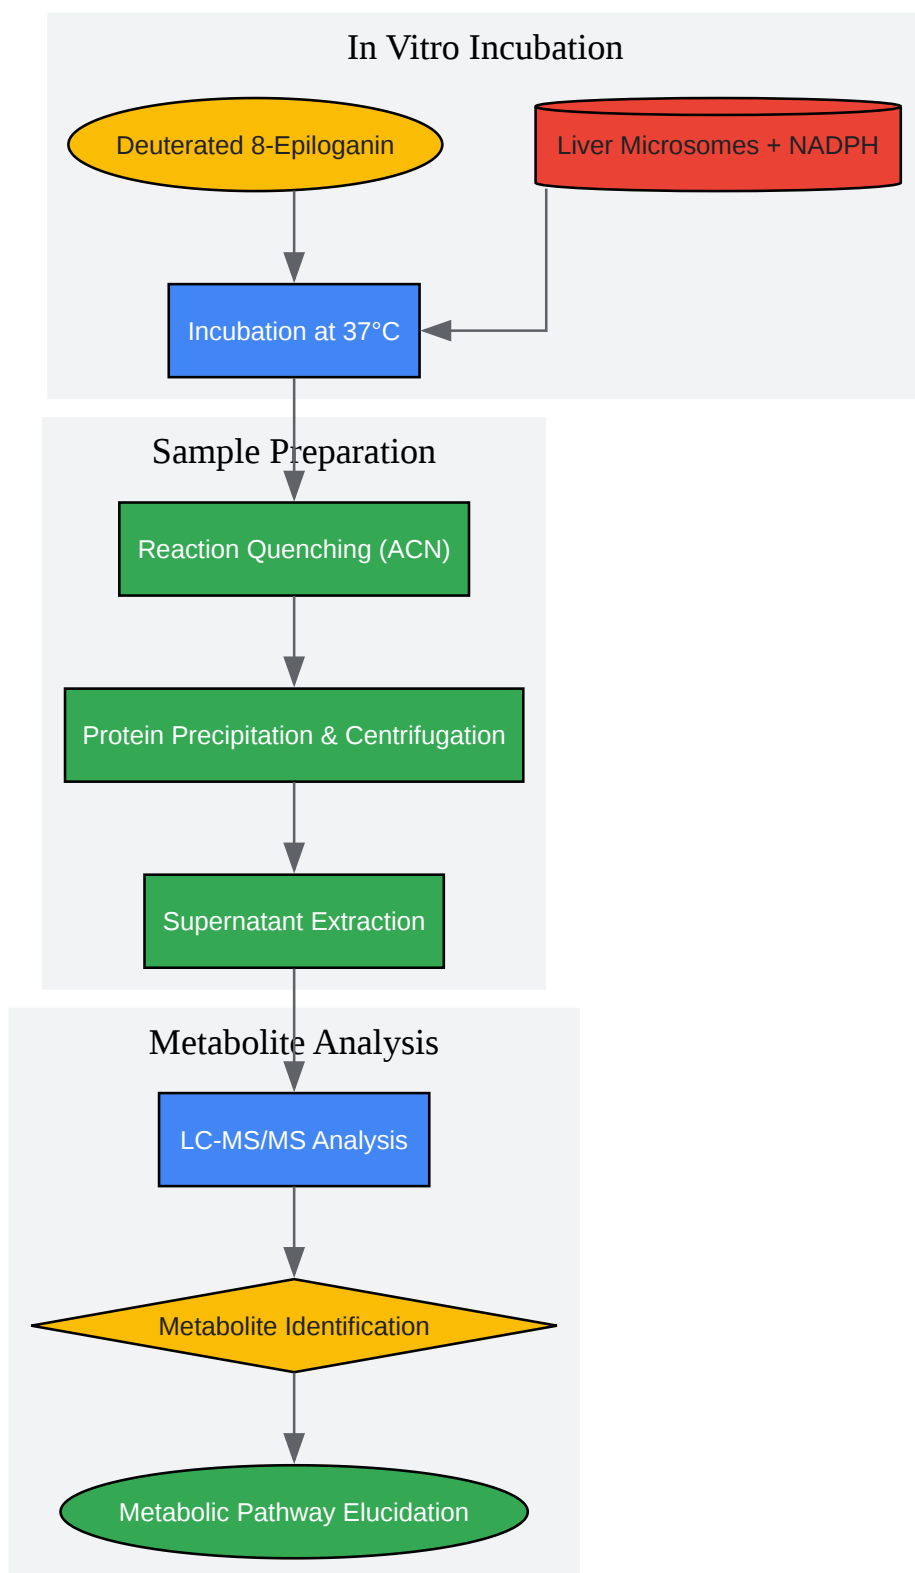 In Vitro Incubation
Deuterated 8-Epiloganin
Liver Microsomes + NADPH
Incubation at 37°C
Sample Preparation
Reaction Quenching (ACN)
Protein Precipitation & Centrifugation
Supernatant Extraction
Metabolite Analysis
LC-MS/MS Analysis
Metabolite Identification
Metabolic Pathway Elucidation